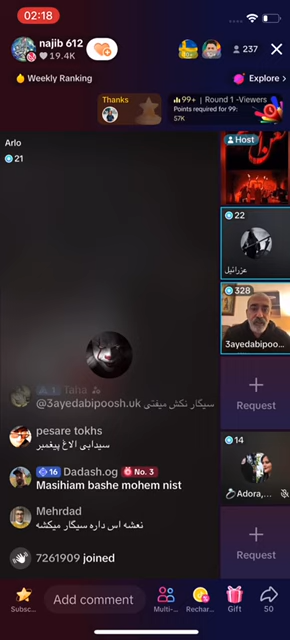 02:18
najib 612
19.4K
237
Weekly Ranking
Explore >
Thanks
99+ | Round 1 -Viewers
Points required for 99:
57K
Arlo
21
Host
22
عزرائیل
328
3ayedabipoo...
+
Request
14
Adora,...
+
Request
1 Taha
@3ayedabipoosh.uk سیگار نکش میفتی
pesare tokhs
سیدابی الاغ پیغمبر
16 Dadash.og No. 3
Masihiam bashe mohem nist
Mehrdad
نعشه اس داره سیگار میکشه
7261909 joined
Subsc...
Add comment
Multi-...
Rechar...
Gift
50